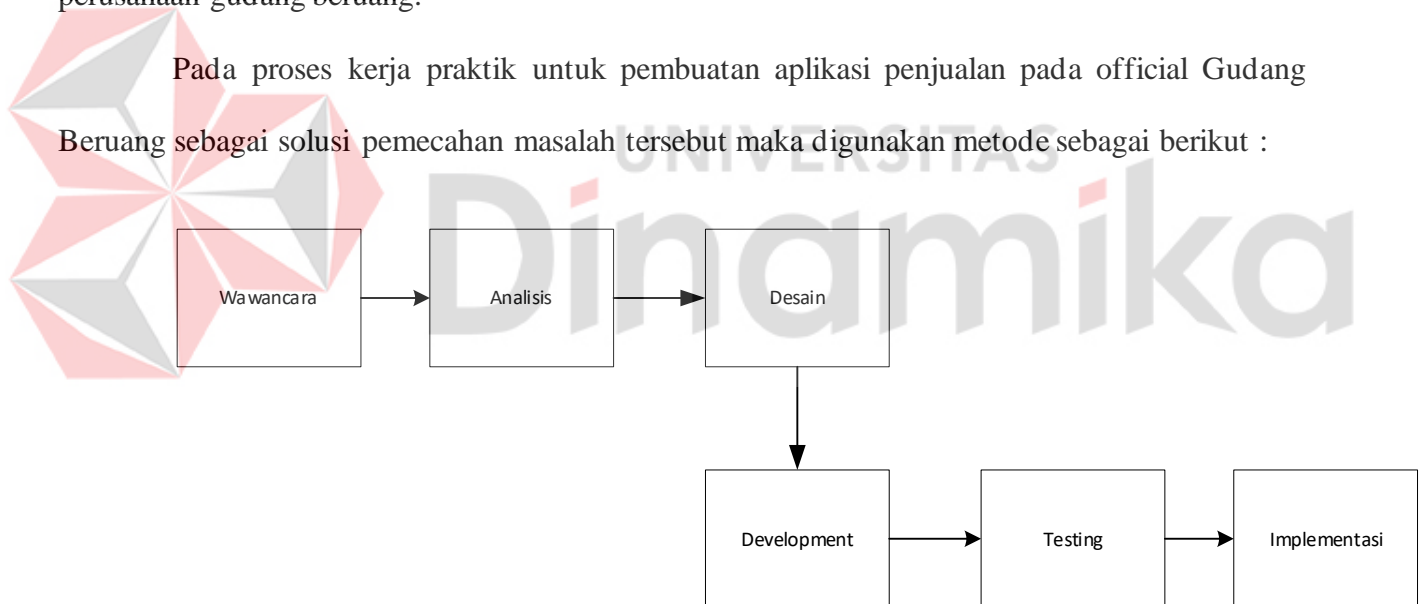 perusahaan gudang beruang.
Pada proses kerja praktik untuk pembuatan aplikasi penjualan pada official Gudang
Beruang sebagai solusi pemecahan masalah tersebut maka digunakan metode sebagai berikut :
UNIVERSITAS
Dinamika
Wawancara
Analisis
Desain
Development
Testing
Implementasi